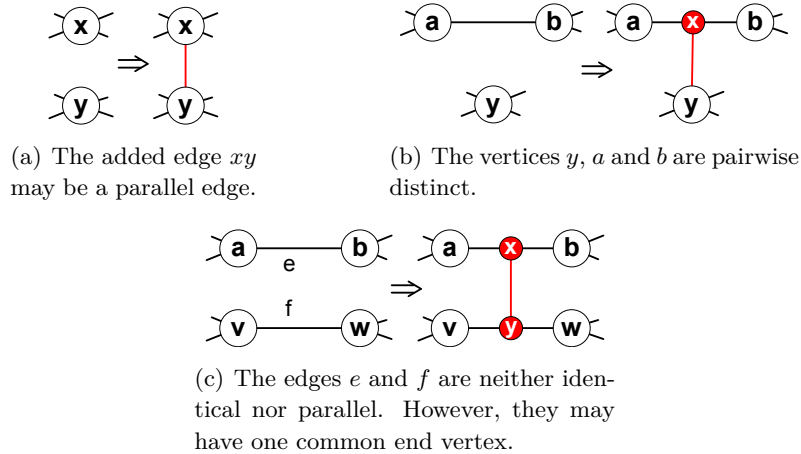 x x
⇒
y y
(a) The added edge xy
may be a parallel edge.
a b a x b
⇒
y y
(b) The vertices y, a and b are pairwise
distinct.
a b a x b
e
⇒
f
v w v y w
(c) The edges e and f are neither iden-
tical nor parallel. However, they may
have one common end vertex.